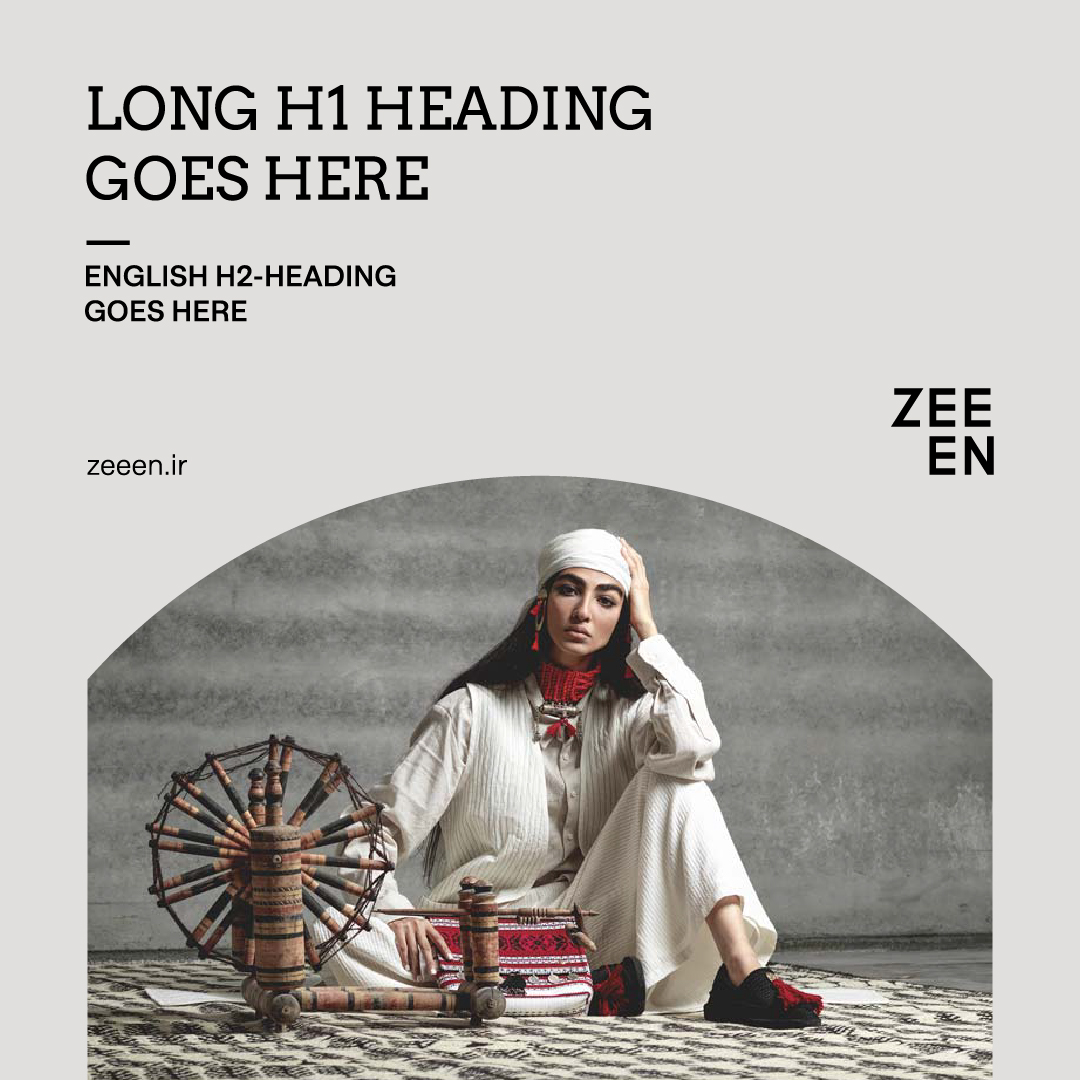 LONG H1 HEADING
GOES HERE
ENGLISH H2-HEADING
GOES HERE
ZEE
EN
zeeen.ir